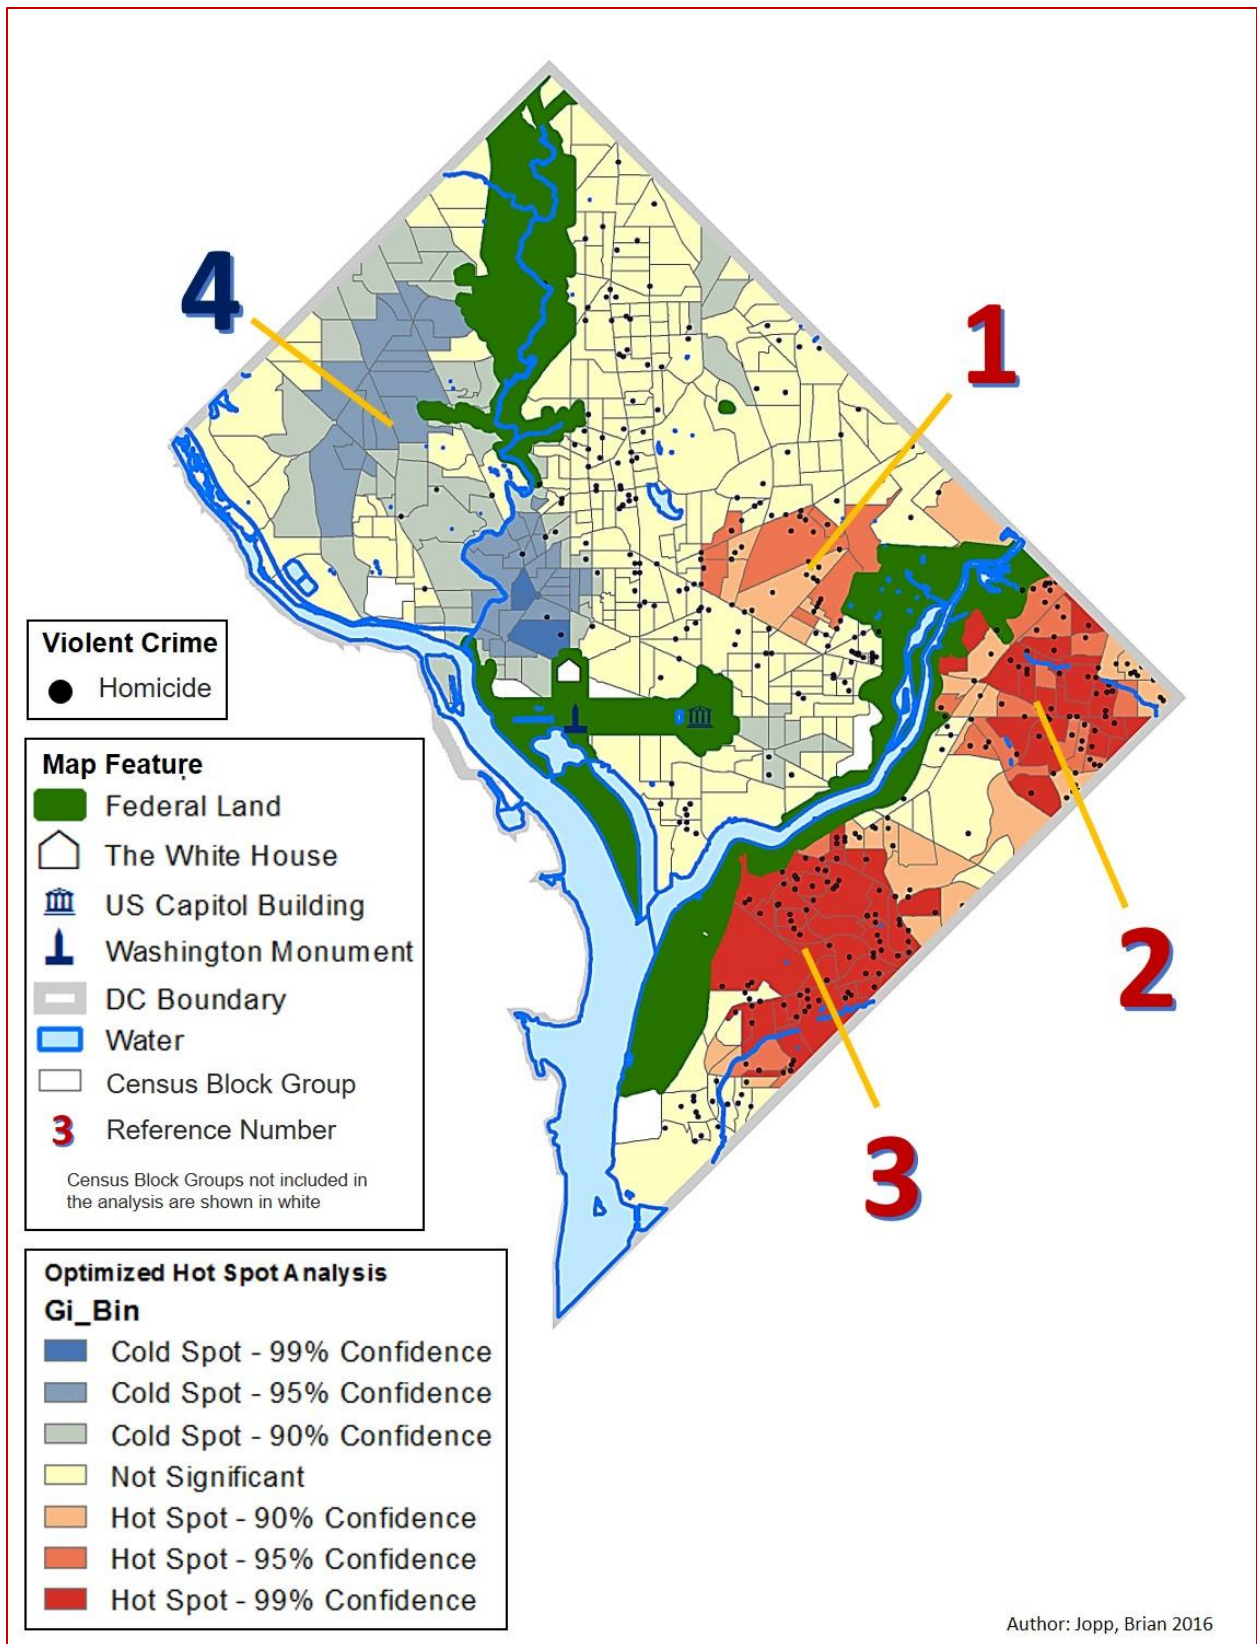 4
1
2
3
Violent Crime
Homicide
Map Feature
Federal Land
The White House
US Capitol Building
Washington Monument
DC Boundary
Water
Census Block Group
3 Reference Number
Census Block Groups not included in
the analysis are shown in white
Optimized Hot Spot Analysis
Gi_Bin
Cold Spot - 99% Confidence
Cold Spot - 95% Confidence
Cold Spot - 90% Confidence
Not Significant
Hot Spot - 90% Confidence
Hot Spot - 95% Confidence
Hot Spot - 99% Confidence
Author: Jopp, Brian 2016